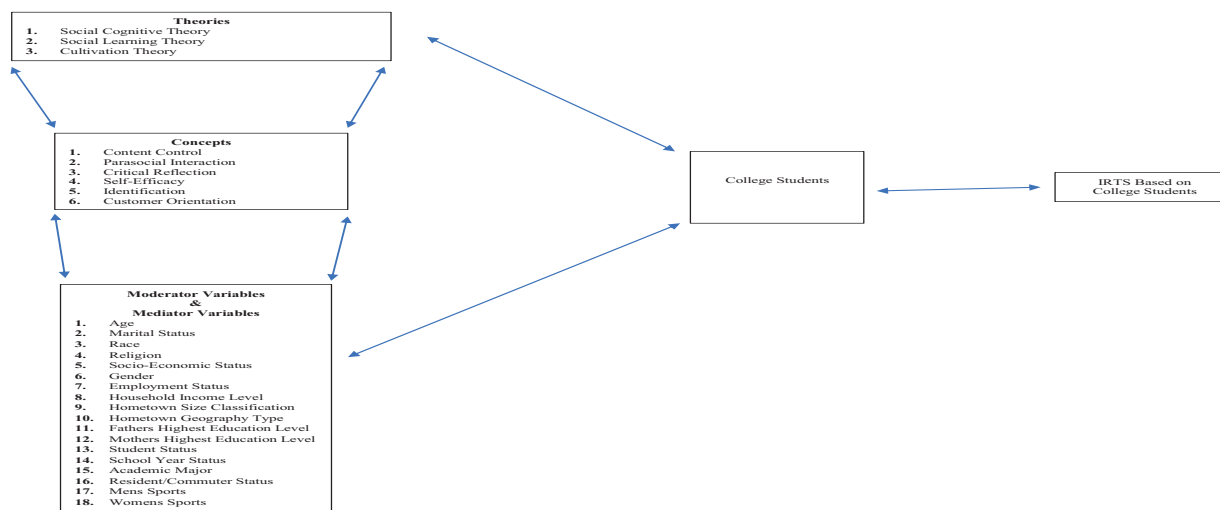 Theories
1. Social Cognitive Theory
2. Social Learning Theory
3. Cultivation Theory
Concepts
1. Content Control
2. Parasocial Interaction
3. Critical Reflection
4. Self-Efficacy
5. Identification
6. Customer Orientation
Moderator Variables
&
Mediator Variables
1. Age
2. Marital Status
3. Race
4. Religion
5. Socio-Economic Status
6. Gender
7. Employment Status
8. Household Income Level
9. Hometown Size Classification
10. Hometown Geography Type
11. Fathers Highest Education Level
12. Mothers Highest Education Level
13. Student Status
14. School Year Status
15. Academic Major
16. Resident/Commuter Status
17. Mens Sports
18. Womens Sports
College Students
IRTS Based on
College Students